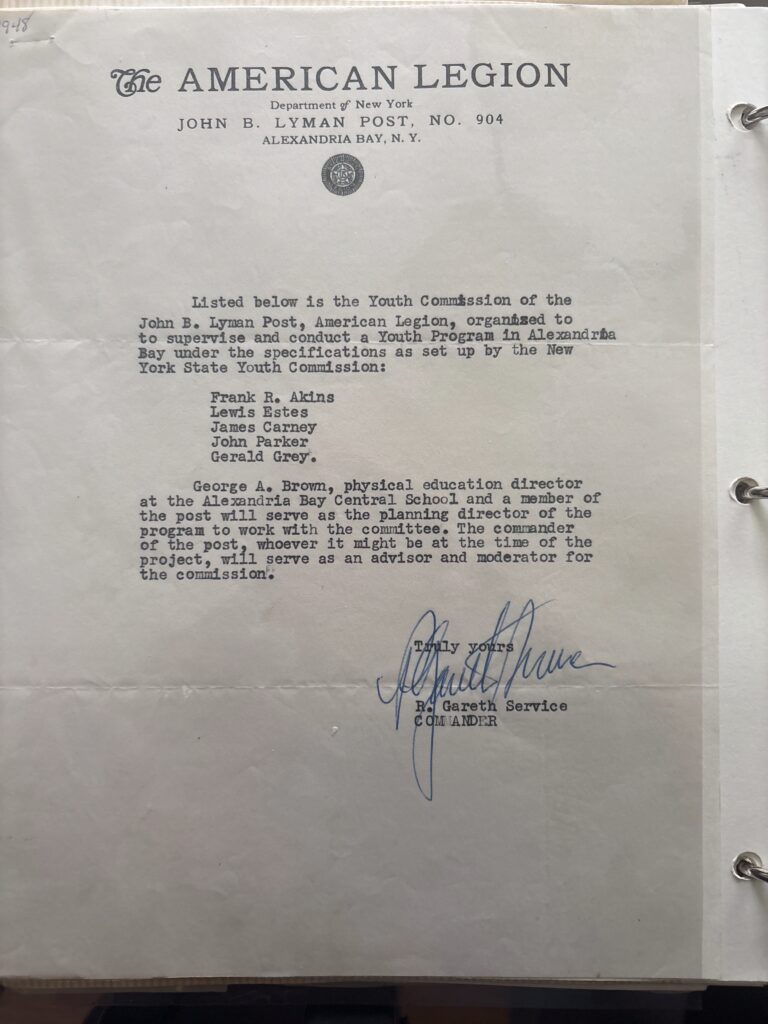 948
The AMERICAN LEGION
Department of New York
JOHN B. LYMAN POST, NO. 904
ALEXANDRIA BAY, N. Y.
Listed below is the Youth Commission of the
John B. Lyman Post, American Legion, organized to
to supervise and conduct a Youth Program in Alexandria
Bay under the specifications as set up by the New
York State Youth Commission:
Frank R. Akins
Lewis Estes
James Carney
John Parker
Gerald Grey.
George A. Brown, physical education director
at the Alexandria Bay Central School and a member of
the post will serve as the planning director of the
program to work with the committee. The commander
of the post, whoever it might be at the time of the
project, will serve as an advisor and moderator for
the commission.
Truly yours
R. Gareth Service
COMMANDER